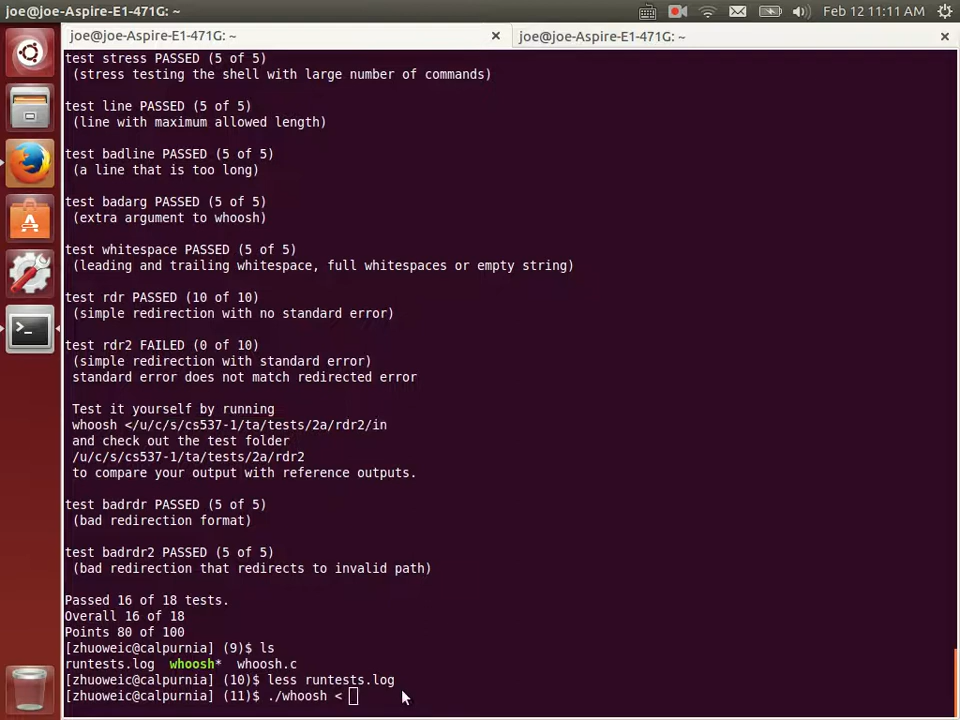 joe@joe-Aspire-E1-471G: ~
Feb 12 11:11 AM
joe@joe-Aspire-E1-471G: ~
joe@joe-Aspire-E1-471G: ~
test stress PASSED (5 of 5)
(stress testing the shell with large number of commands)
test line PASSED (5 of 5)
(line with maximum allowed length)
test badline PASSED (5 of 5)
(a line that is too long)
test badarg PASSED (5 of 5)
(extra argument to whoosh)
test whitespace PASSED (5 of 5)
(leading and trailing whitespace, full whitespaces or empty string)
test rdr PASSED (10 of 10)
(simple redirection with no standard error)
test rdr2 FAILED (0 of 10)
(simple redirection with standard error)
standard error does not match redirected error
Test it yourself by running
whoosh </u/c/s/cs537-1/ta/tests/2a/rdr2/in
and check out the test folder
/u/c/s/cs537-1/ta/tests/2a/rdr2
to compare your output with reference outputs.
test badrdr PASSED (5 of 5)
(bad redirection format)
test badrdr2 PASSED (5 of 5)
(bad redirection that redirects to invalid path)
Passed 16 of 18 tests.
Overall 16 of 18
Points 80 of 100
[zhuoweic@calpurnia] (9)$ ls
runtests.log  whoosh*  whoosh.c
[zhuoweic@calpurnia] (10)$ less runtests.log
[zhuoweic@calpurnia] (11)$ ./whoosh <